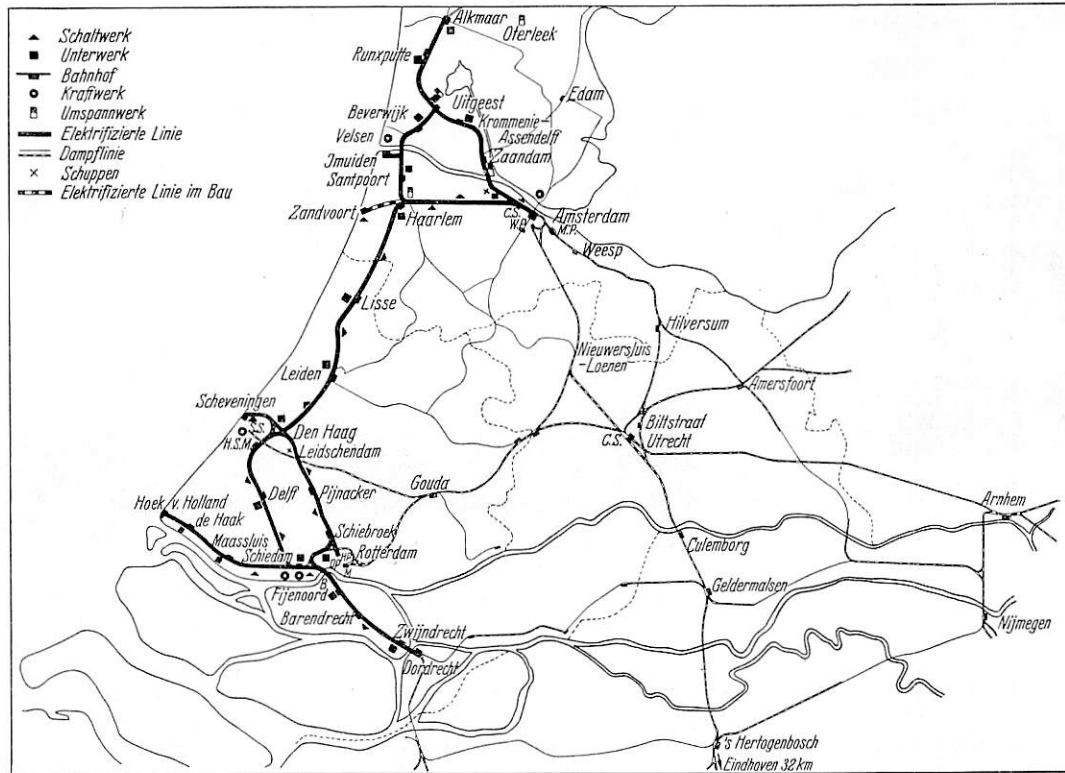 Schaltwerk
Unterwerk
Bahnhof
Kraftwerk
Umspannwerk
Elektrifizierte Linie
Dampflinie
Schuppen
Elektrifizierte Linie im Bau
Alkmaar
Oterleek
Runxputte
Edam
Beverwijk
Uitgeest
Krommenie-
Assendelft
Velsen
Zaandam
Jmuiden
Santpoort
Zandvoort
Haarlem
C.S.
W.P.
Amsterdam
M.P.
Weesp
Lisse
Hilversum
Nieuwersluis
-Loenen
Leiden
Amersfoort
Scheveningen
Biltstraat
Utrecht
C.S.
H.S.M.
Den Haag
Leidschendam
Gouda
Delft
Pijnacker
Hoek v. Holland
de Haak
Arnhem
Maassluis
Schiebroek
Schiedam
Rotterdam
D.P.
M.
B.
Culemborg
Fijenoord
Geldermalsen
Barendrecht
Zwijndrecht
Nijmegen
Dordrecht
's Hertogenbosch
Eindhoven 32 km